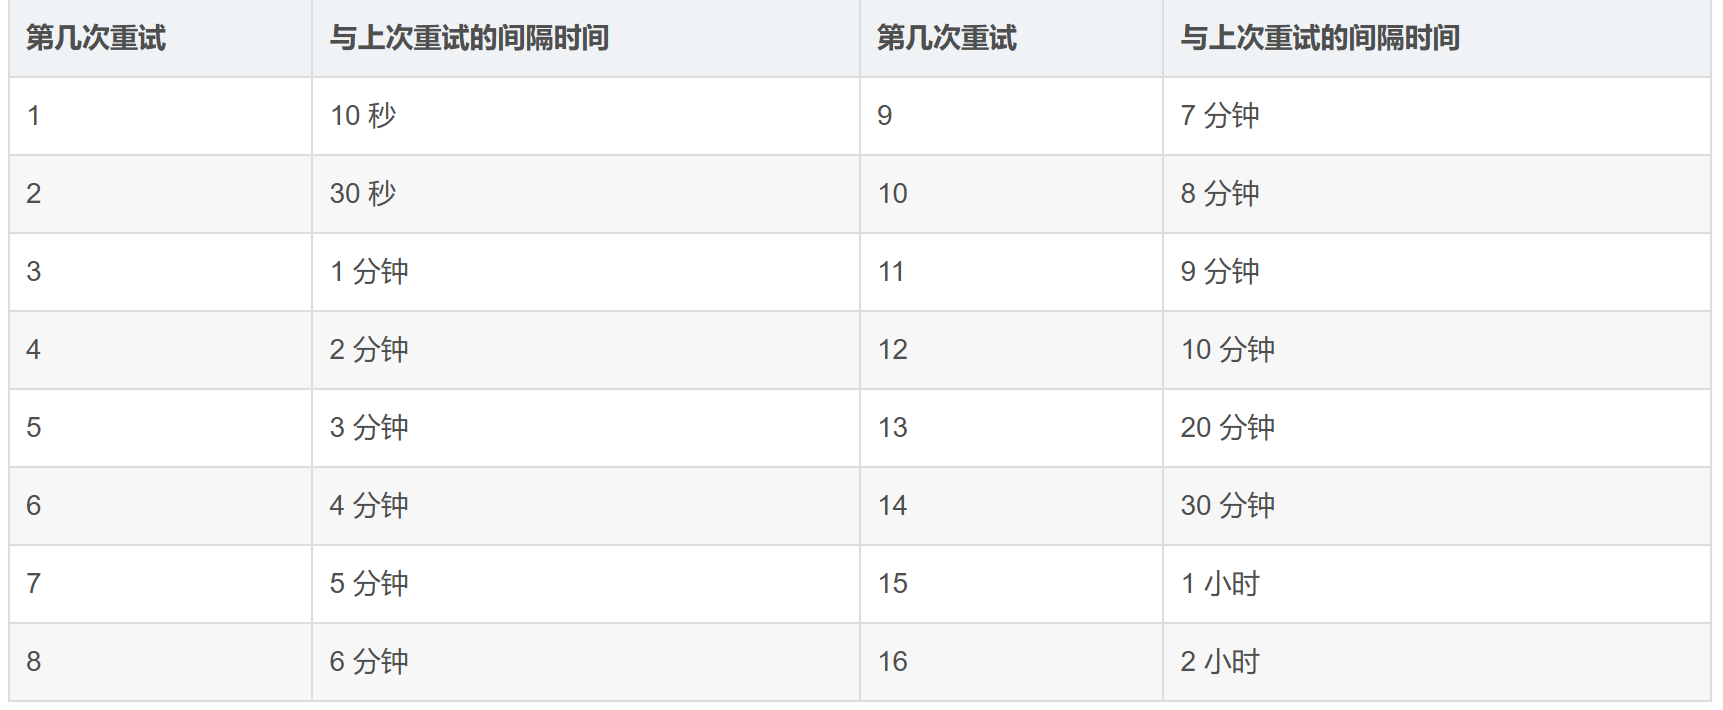 第几次重试 与上次重试的间隔时间 第几次重试 与上次重试的间隔时间
1 10 秒 9 7 分钟
2 30 秒 10 8 分钟
3 1 分钟 11 9 分钟
4 2 分钟 12 10 分钟
5 3 分钟 13 20 分钟
6 4 分钟 14 30 分钟
7 5 分钟 15 1 小时
8 6 分钟 16 2 小时